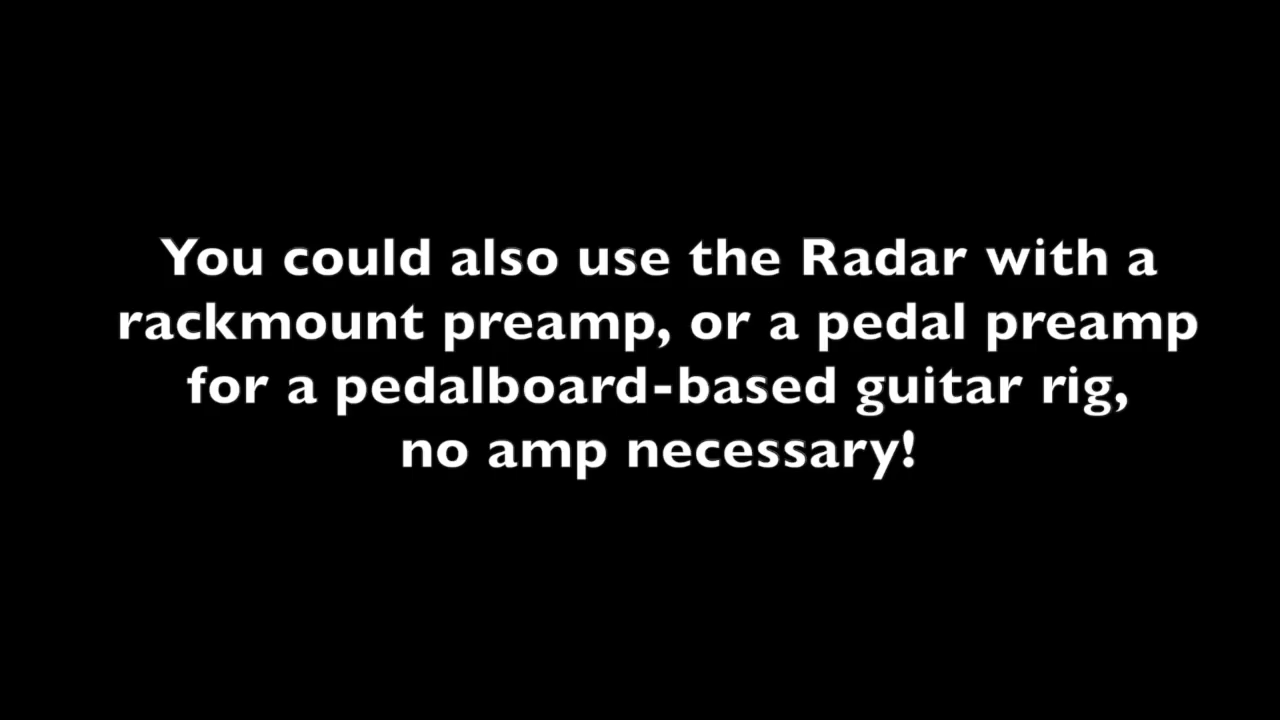 You could also use the Radar with a
rackmount preamp, or a pedal preamp
for a pedalboard-based guitar rig,
no amp necessary!